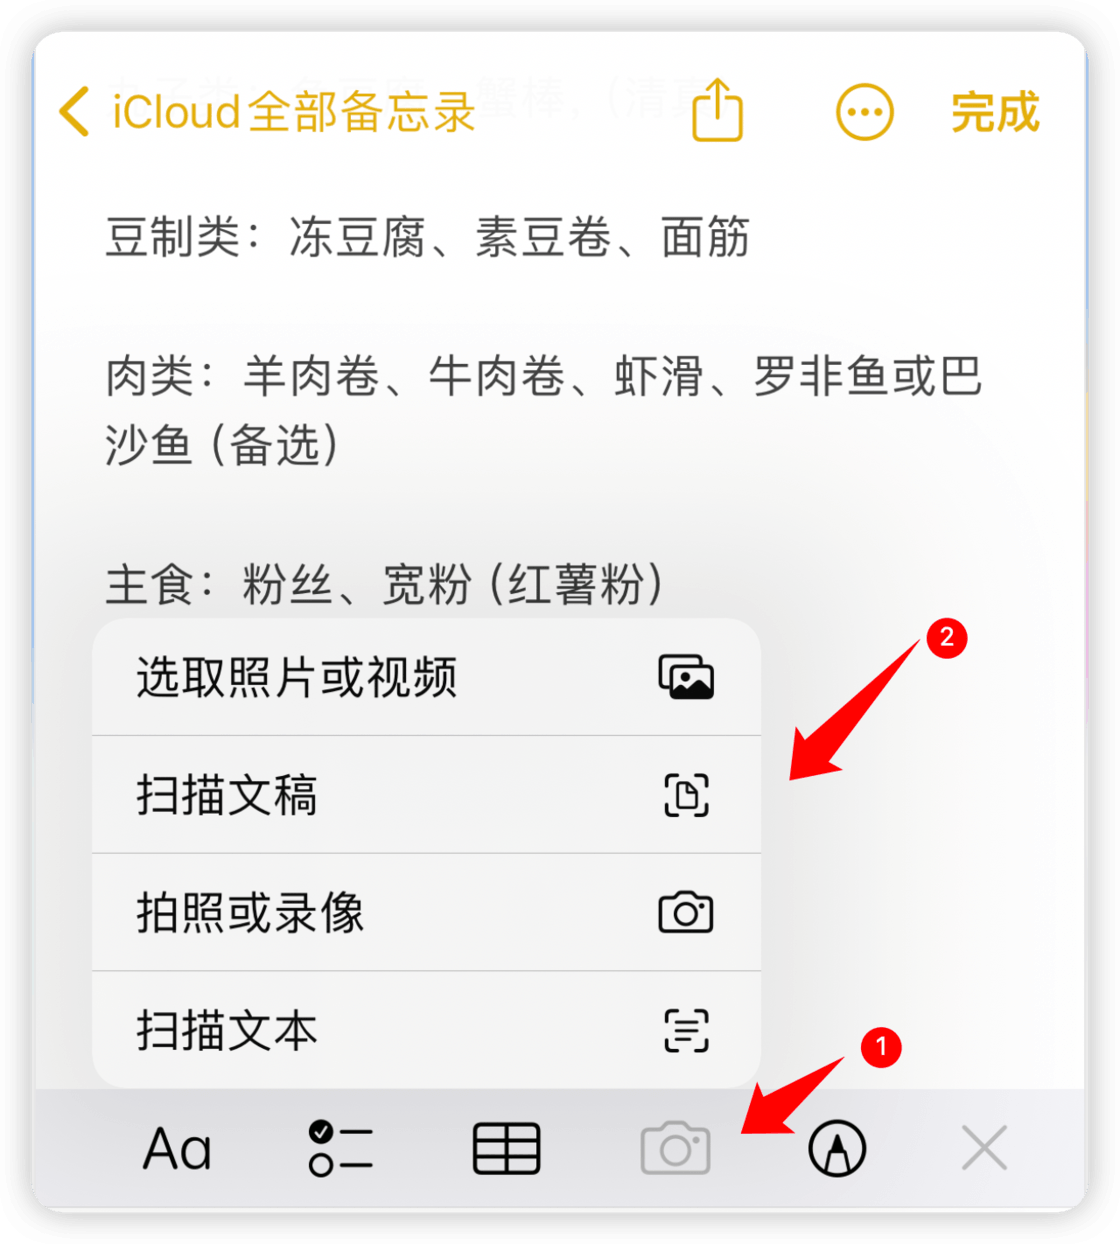 iCloud全部备忘录
完成
豆制类：冻豆腐、素豆卷、面筋
肉类：羊肉卷、牛肉卷、虾滑、罗非鱼或巴
沙鱼（备选）
主食：粉丝、宽粉（红薯粉）
2
选取照片或视频
扫描文稿
拍照或录像
扫描文本
1
Aa